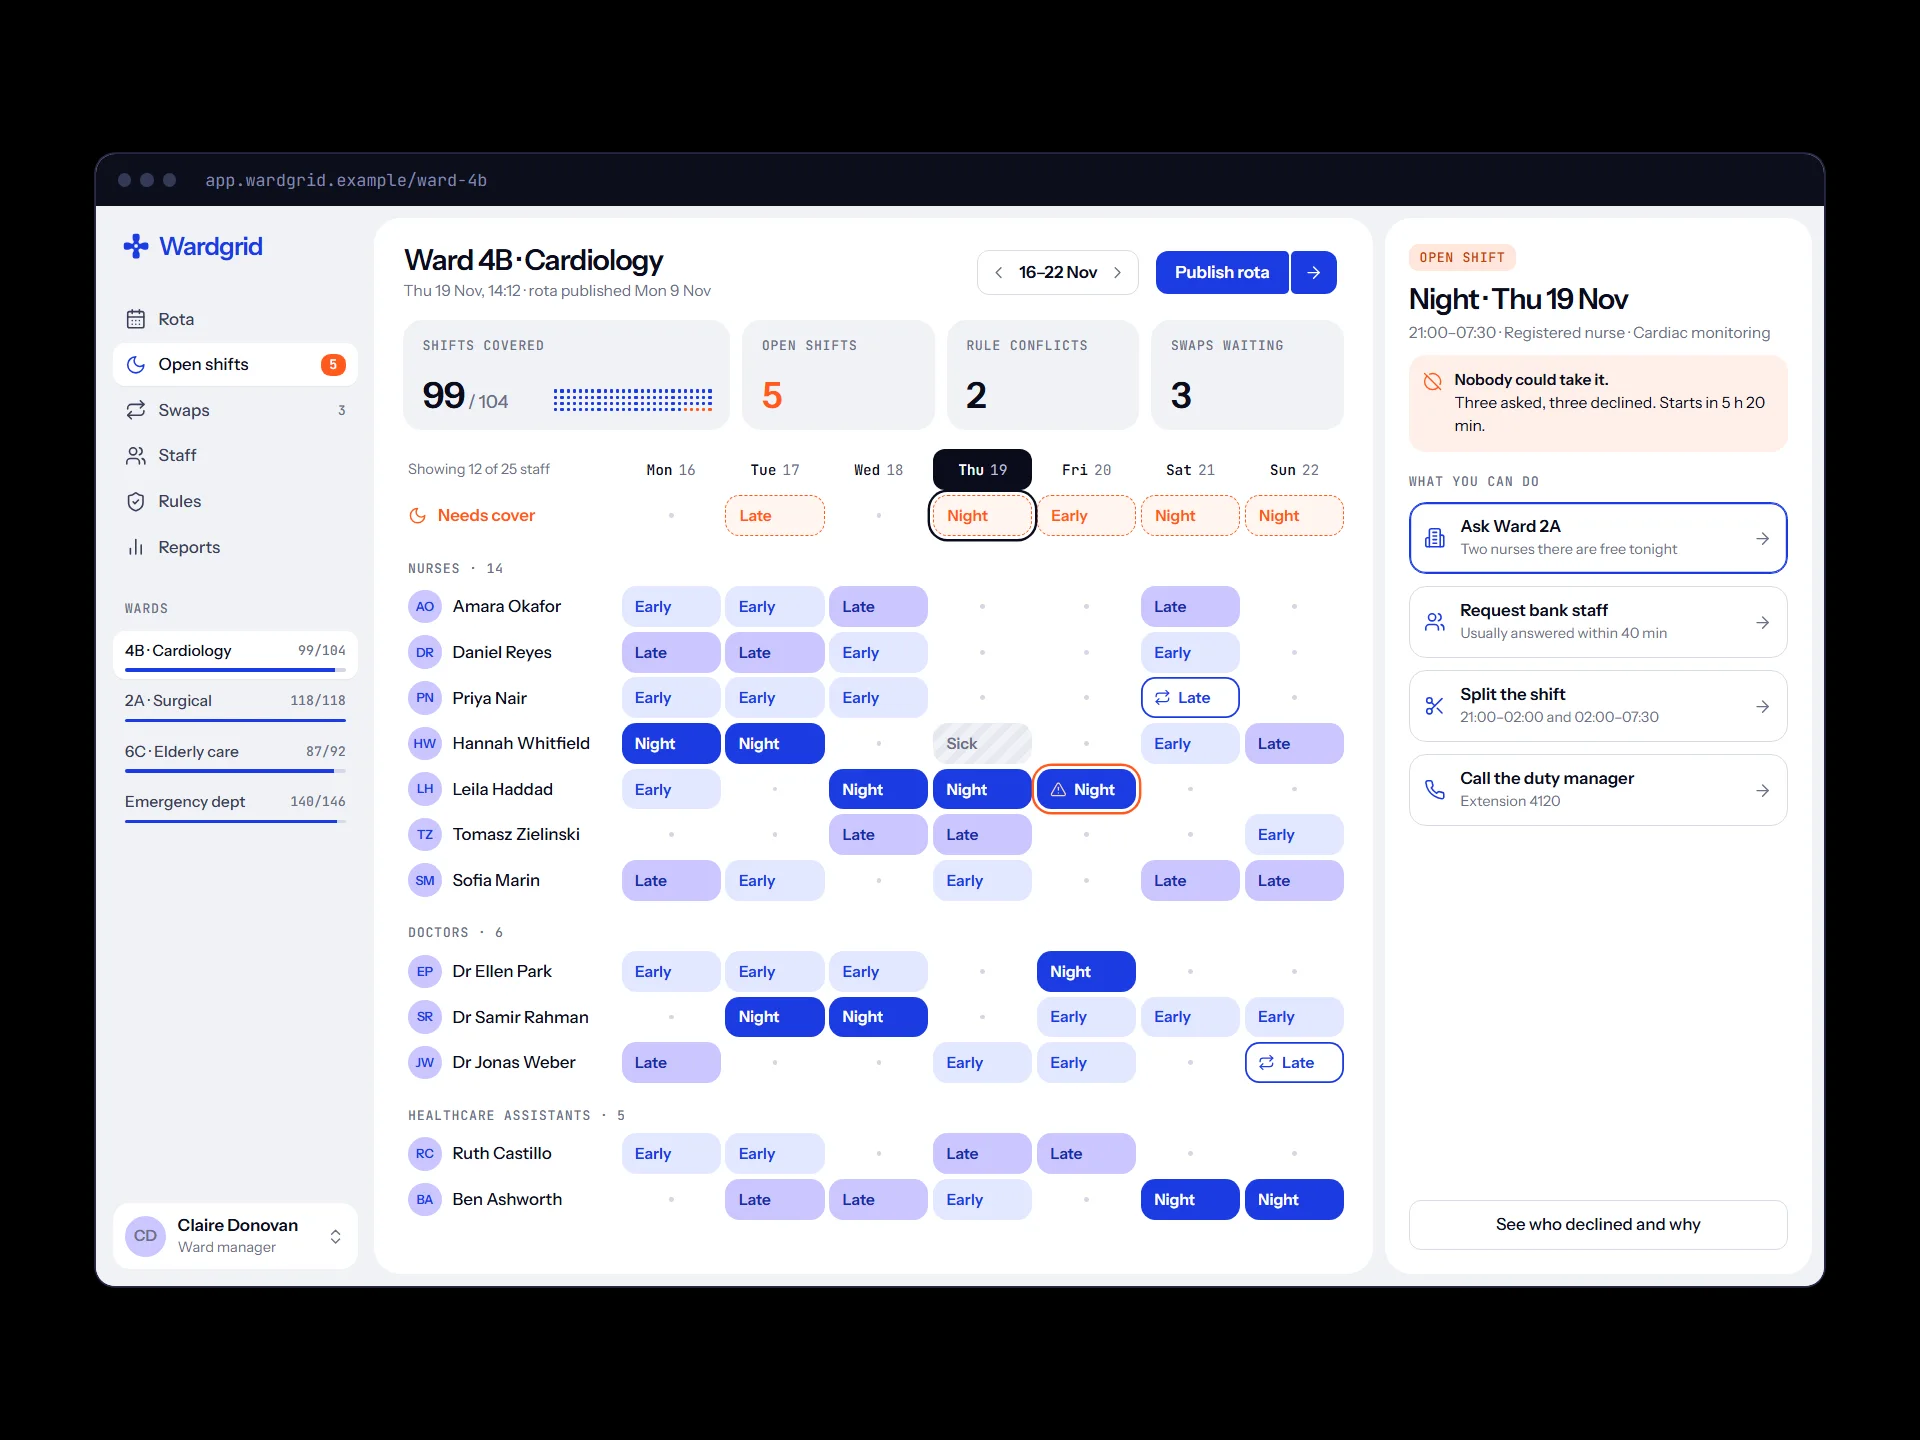 app.wardgrid.example/ward-4b
Wardgrid
Rota
Open shifts 5
Swaps 3
Staff
Rules
Reports
WARDS
4B · Cardiology 99/104
2A · Surgical 118/118
6C · Elderly care 87/92
Emergency dept 140/146
CD
Claire Donovan
Ward manager
Ward 4B · Cardiology
Thu 19 Nov, 14:12 · rota published Mon 9 Nov
16–22 Nov
Publish rota
SHIFTS COVERED
99 / 104
OPEN SHIFTS
5
RULE CONFLICTS
2
SWAPS WAITING
3
Showing 12 of 25 staff Mon 16 Tue 17 Wed 18 Thu 19 Fri 20 Sat 21 Sun 22
Needs cover Late Night Early Night Night
NURSES · 14
AO Amara Okafor Early Early Late Late
DR Daniel Reyes Late Late Early Early
PN Priya Nair Early Early Early Late
HW Hannah Whitfield Night Night Sick Early Late
LH Leila Haddad Early Night Night Night
TZ Tomasz Zielinski Late Late Early
SM Sofia Marin Late Early Early Late Late
DOCTORS · 6
EP Dr Ellen Park Early Early Early Night
SR Dr Samir Rahman Night Night Early Early Early
JW Dr Jonas Weber Late Early Early Late
HEALTHCARE ASSISTANTS · 5
RC Ruth Castillo Early Early Late Late
BA Ben Ashworth Late Late Early Night Night
OPEN SHIFT
Night · Thu 19 Nov
21:00–07:30 · Registered nurse · Cardiac monitoring
Nobody could take it.
Three asked, three declined. Starts in 5 h 20
min.
WHAT YOU CAN DO
Ask Ward 2A
Two nurses there are free tonight
Request bank staff
Usually answered within 40 min
Split the shift
21:00–02:00 and 02:00–07:30
Call the duty manager
Extension 4120
See who declined and why